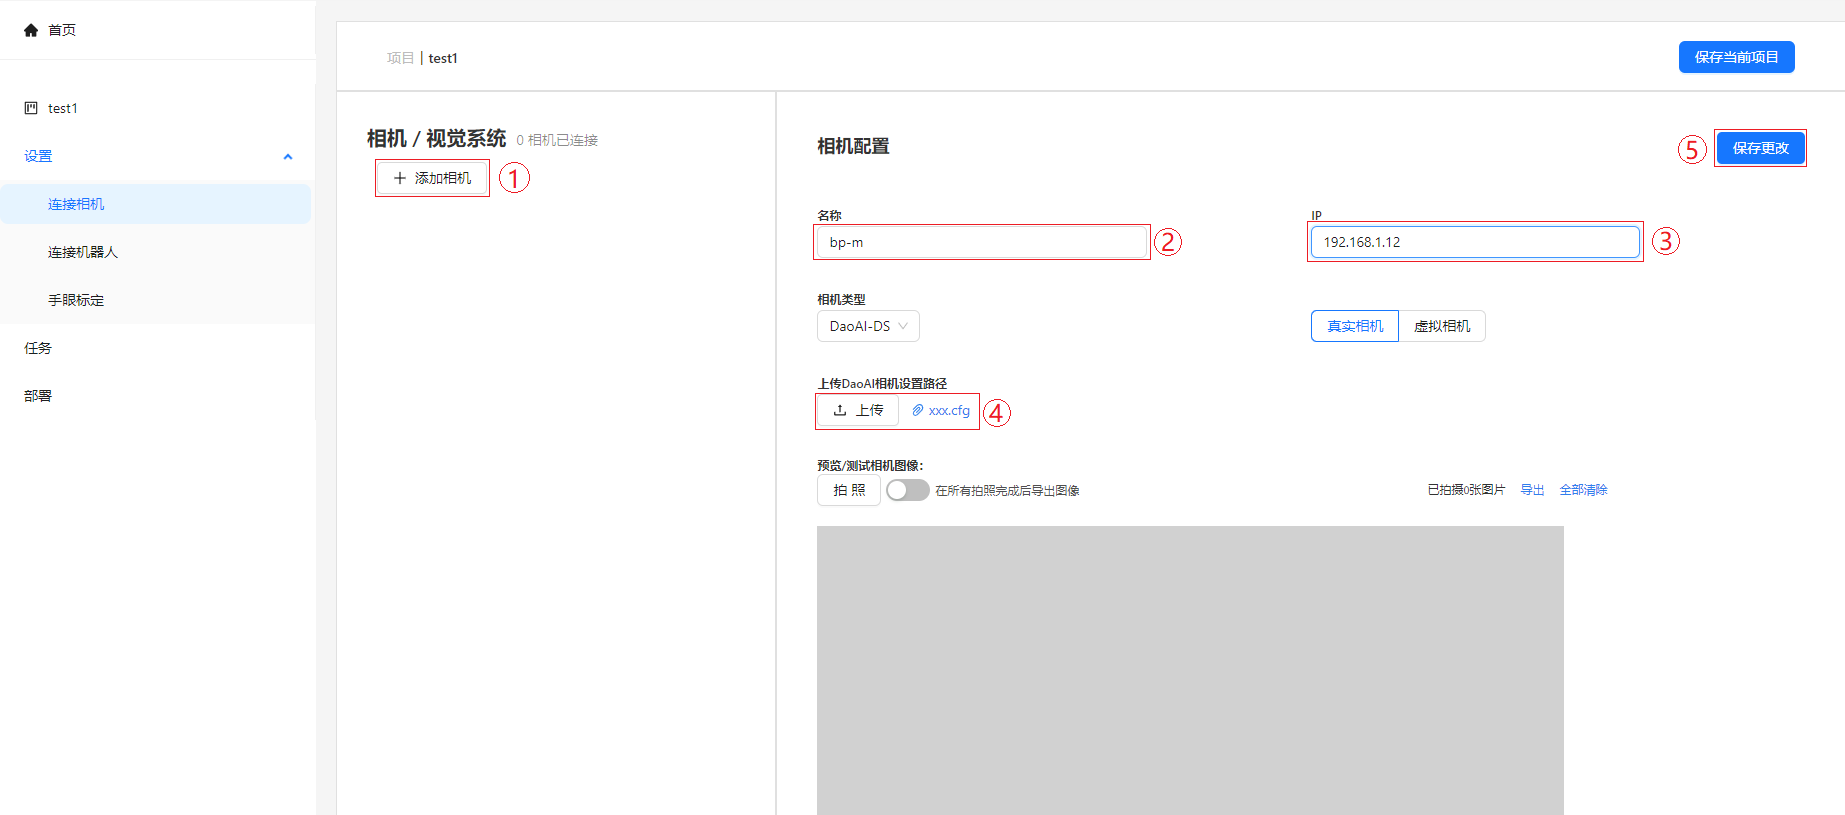 首页
test1
设置
连接相机
连接机器人
手眼标定
任务
部署
项目 | test1
保存当前项目
相机 / 视觉系统 0 相机已连接
+ 添加相机 ①
相机配置
⑤ 保存更改
名称
bp-m ②
IP
192.168.1.12 ③
相机类型
DaoAI-DS
真实相机 虚拟相机
上传DaoAI相机设置路径
上传 xxx.cfg ④
预览/测试相机图像：
拍 照 在所有拍照完成后导出图像
已拍摄0张图片 导出 全部清除